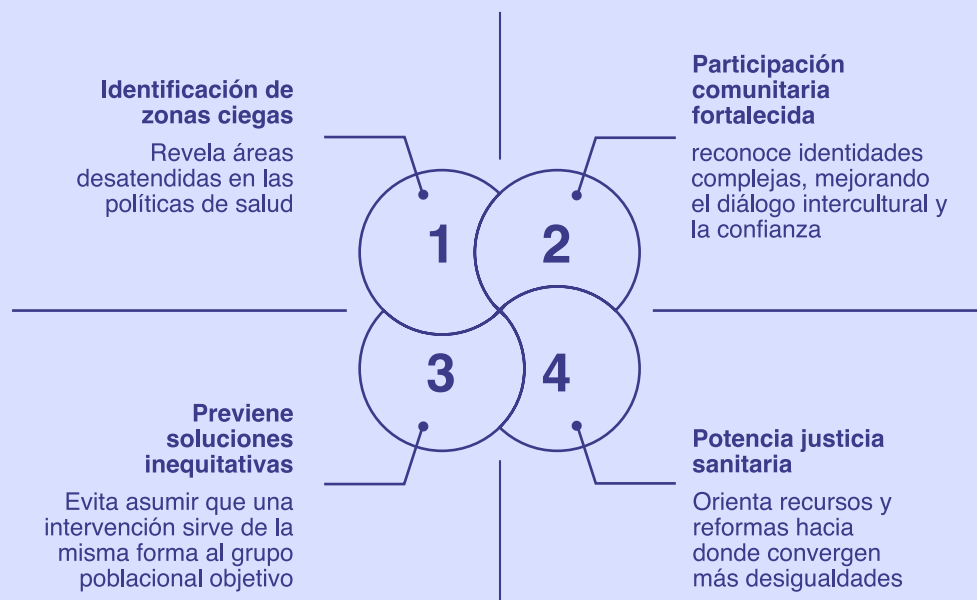 Identificación de
zonas ciegas
Revela áreas
desatendidas en las
políticas de salud
1
Participación
comunitaria
fortalecida
reconoce identidades
complejas, mejorando
el diálogo intercultural y
la confianza
2
Previene
soluciones
inequitativas
Evita asumir que una
intervención sirve de la
misma forma al grupo
poblacional objetivo
3
Potencia justicia
sanitaria
Orienta recursos y
reformas hacia
donde convergen
más desigualdades
4